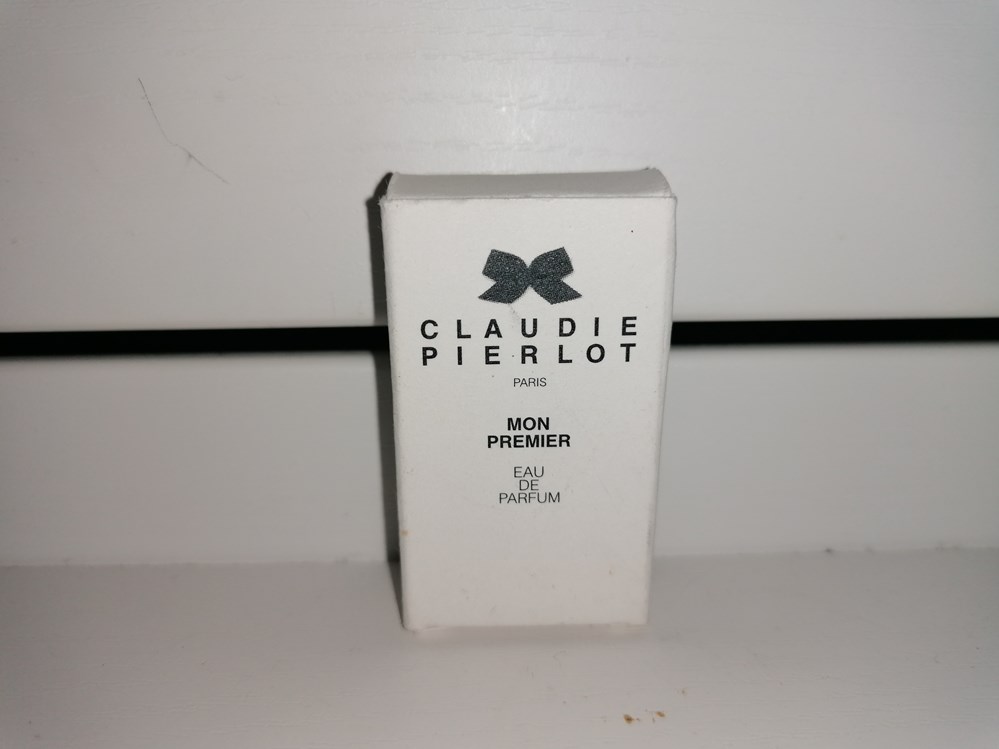 CLAUDIE
PIERLOT
PARIS
MON
PREMIER
EAU
DE
PARFUM